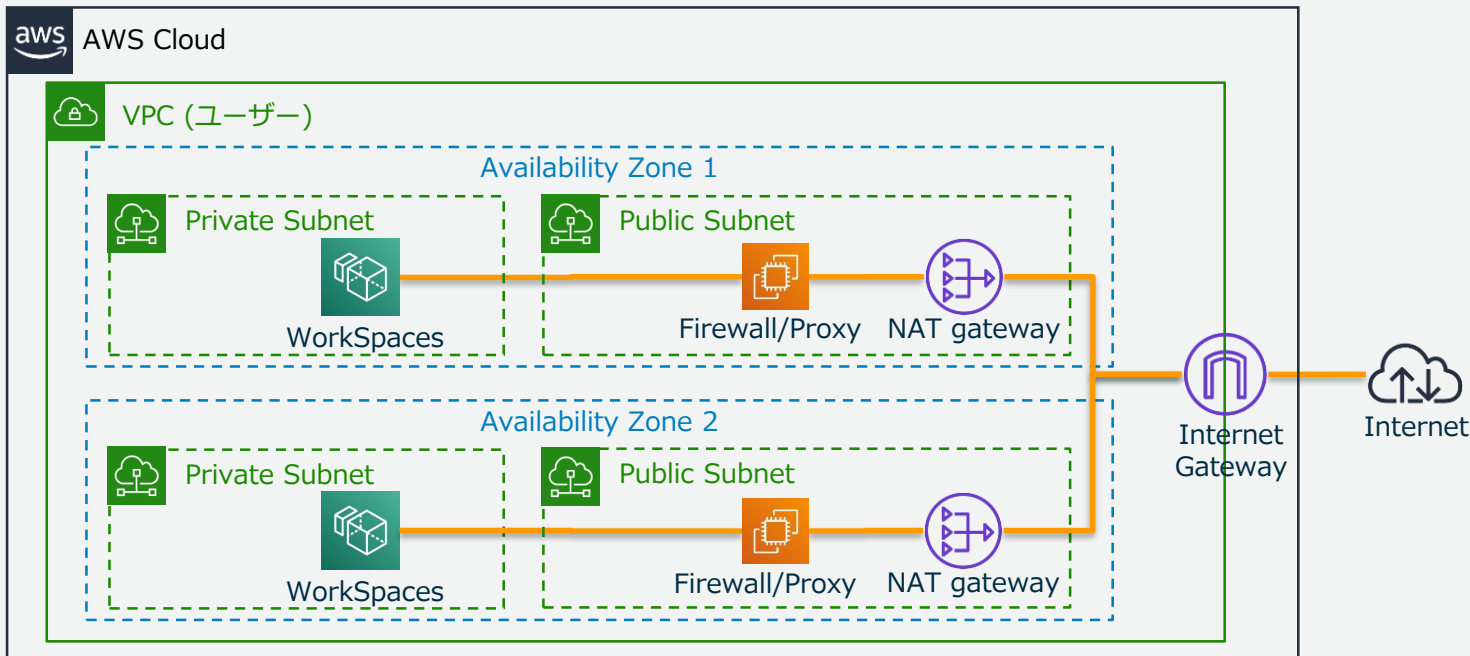 aws
AWS Cloud
VPC (ユーザー)
Availability Zone 1
Private Subnet
Public Subnet
WorkSpaces
Firewall/Proxy
NAT gateway
Availability Zone 2
Private Subnet
Public Subnet
WorkSpaces
Firewall/Proxy
NAT gateway
Internet
Gateway
Internet